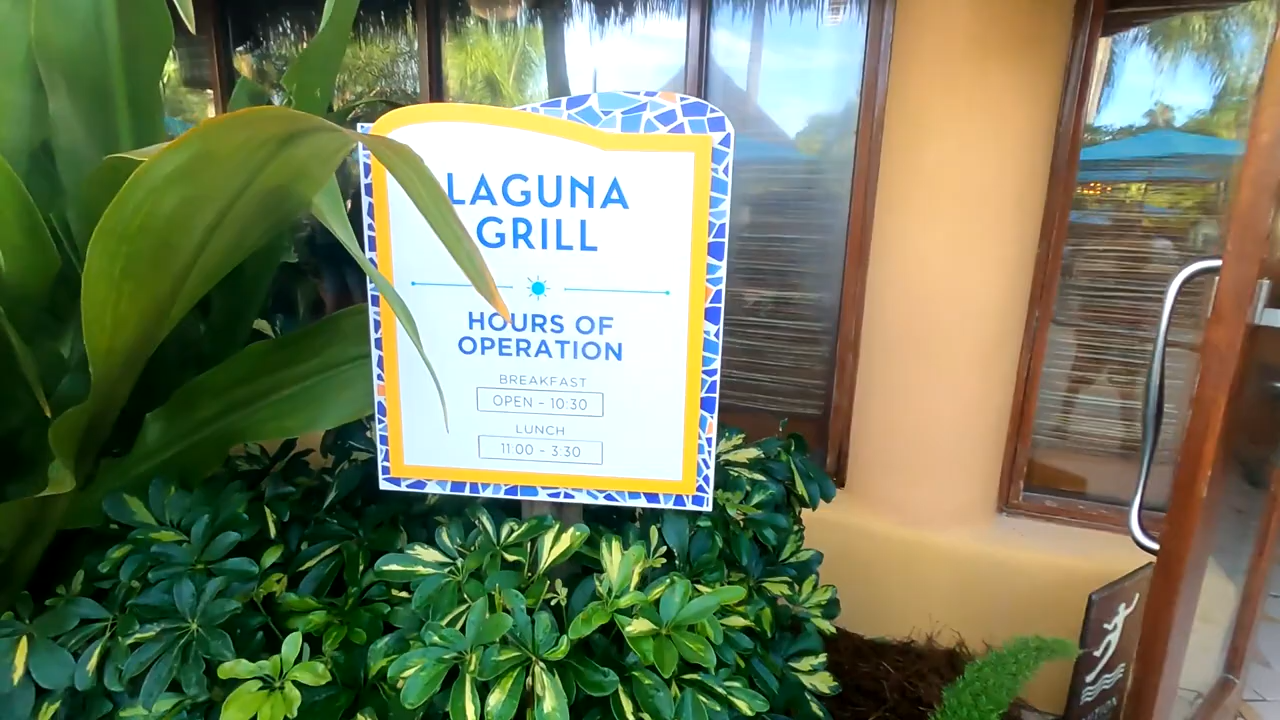 LAGUNA
GRILL
HOURS OF
OPERATION
BREAKFAST
OPEN - 10:30
LUNCH
11:00 - 3:30